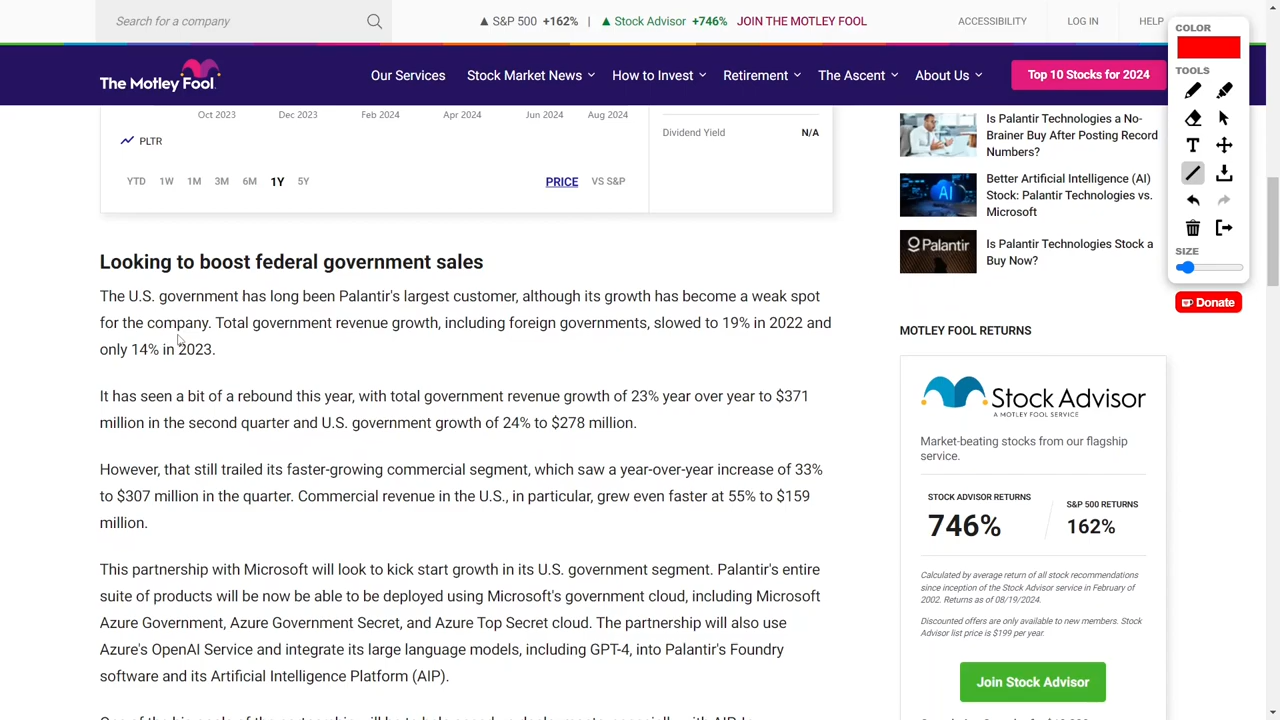 Search for a company
▲ S&P 500 +162% | ▲ Stock Advisor +746% JOIN THE MOTLEY FOOL
ACCESSIBILITY LOG IN HELP
The Motley Fool
Our Services Stock Market News How to Invest Retirement The Ascent About Us
Top 10 Stocks for 2024
Oct 2023 Dec 2023 Feb 2024 Apr 2024 Jun 2024 Aug 2024
PLTR
YTD 1W 1M 3M 6M 1Y 5Y
PRICE VS S&P
Dividend Yield N/A
Looking to boost federal government sales
The U.S. government has long been Palantir's largest customer, although its growth has become a weak spot
for the company. Total government revenue growth, including foreign governments, slowed to 19% in 2022 and
only 14% in 2023.
It has seen a bit of a rebound this year, with total government revenue growth of 23% year over year to $371
million in the second quarter and U.S. government growth of 24% to $278 million.
However, that still trailed its faster-growing commercial segment, which saw a year-over-year increase of 33%
to $307 million in the quarter. Commercial revenue in the U.S., in particular, grew even faster at 55% to $159
million.
This partnership with Microsoft will look to kick start growth in its U.S. government segment. Palantir's entire
suite of products will be now be able to be deployed using Microsoft's government cloud, including Microsoft
Azure Government, Azure Government Secret, and Azure Top Secret cloud. The partnership will also use
Azure's OpenAI Service and integrate its large language models, including GPT-4, into Palantir's Foundry
software and its Artificial Intelligence Platform (AIP).
Is Palantir Technologies a No-
Brainer Buy After Posting Record
Numbers?
AI
Better Artificial Intelligence (AI)
Stock: Palantir Technologies vs.
Microsoft
Palantir
Is Palantir Technologies Stock a
Buy Now?
MOTLEY FOOL RETURNS
Stock Advisor
A MOTLEY FOOL SERVICE
Market-beating stocks from our flagship
service.
STOCK ADVISOR RETURNS
746%
S&P 500 RETURNS
162%
Calculated by average return of all stock recommendations
since inception of the Stock Advisor service in February of
2002. Returns as of 08/19/2024.
Discounted offers are only available to new members. Stock
Advisor list price is $199 per year.
Join Stock Advisor
COLOR
TOOLS
T
SIZE
Donate